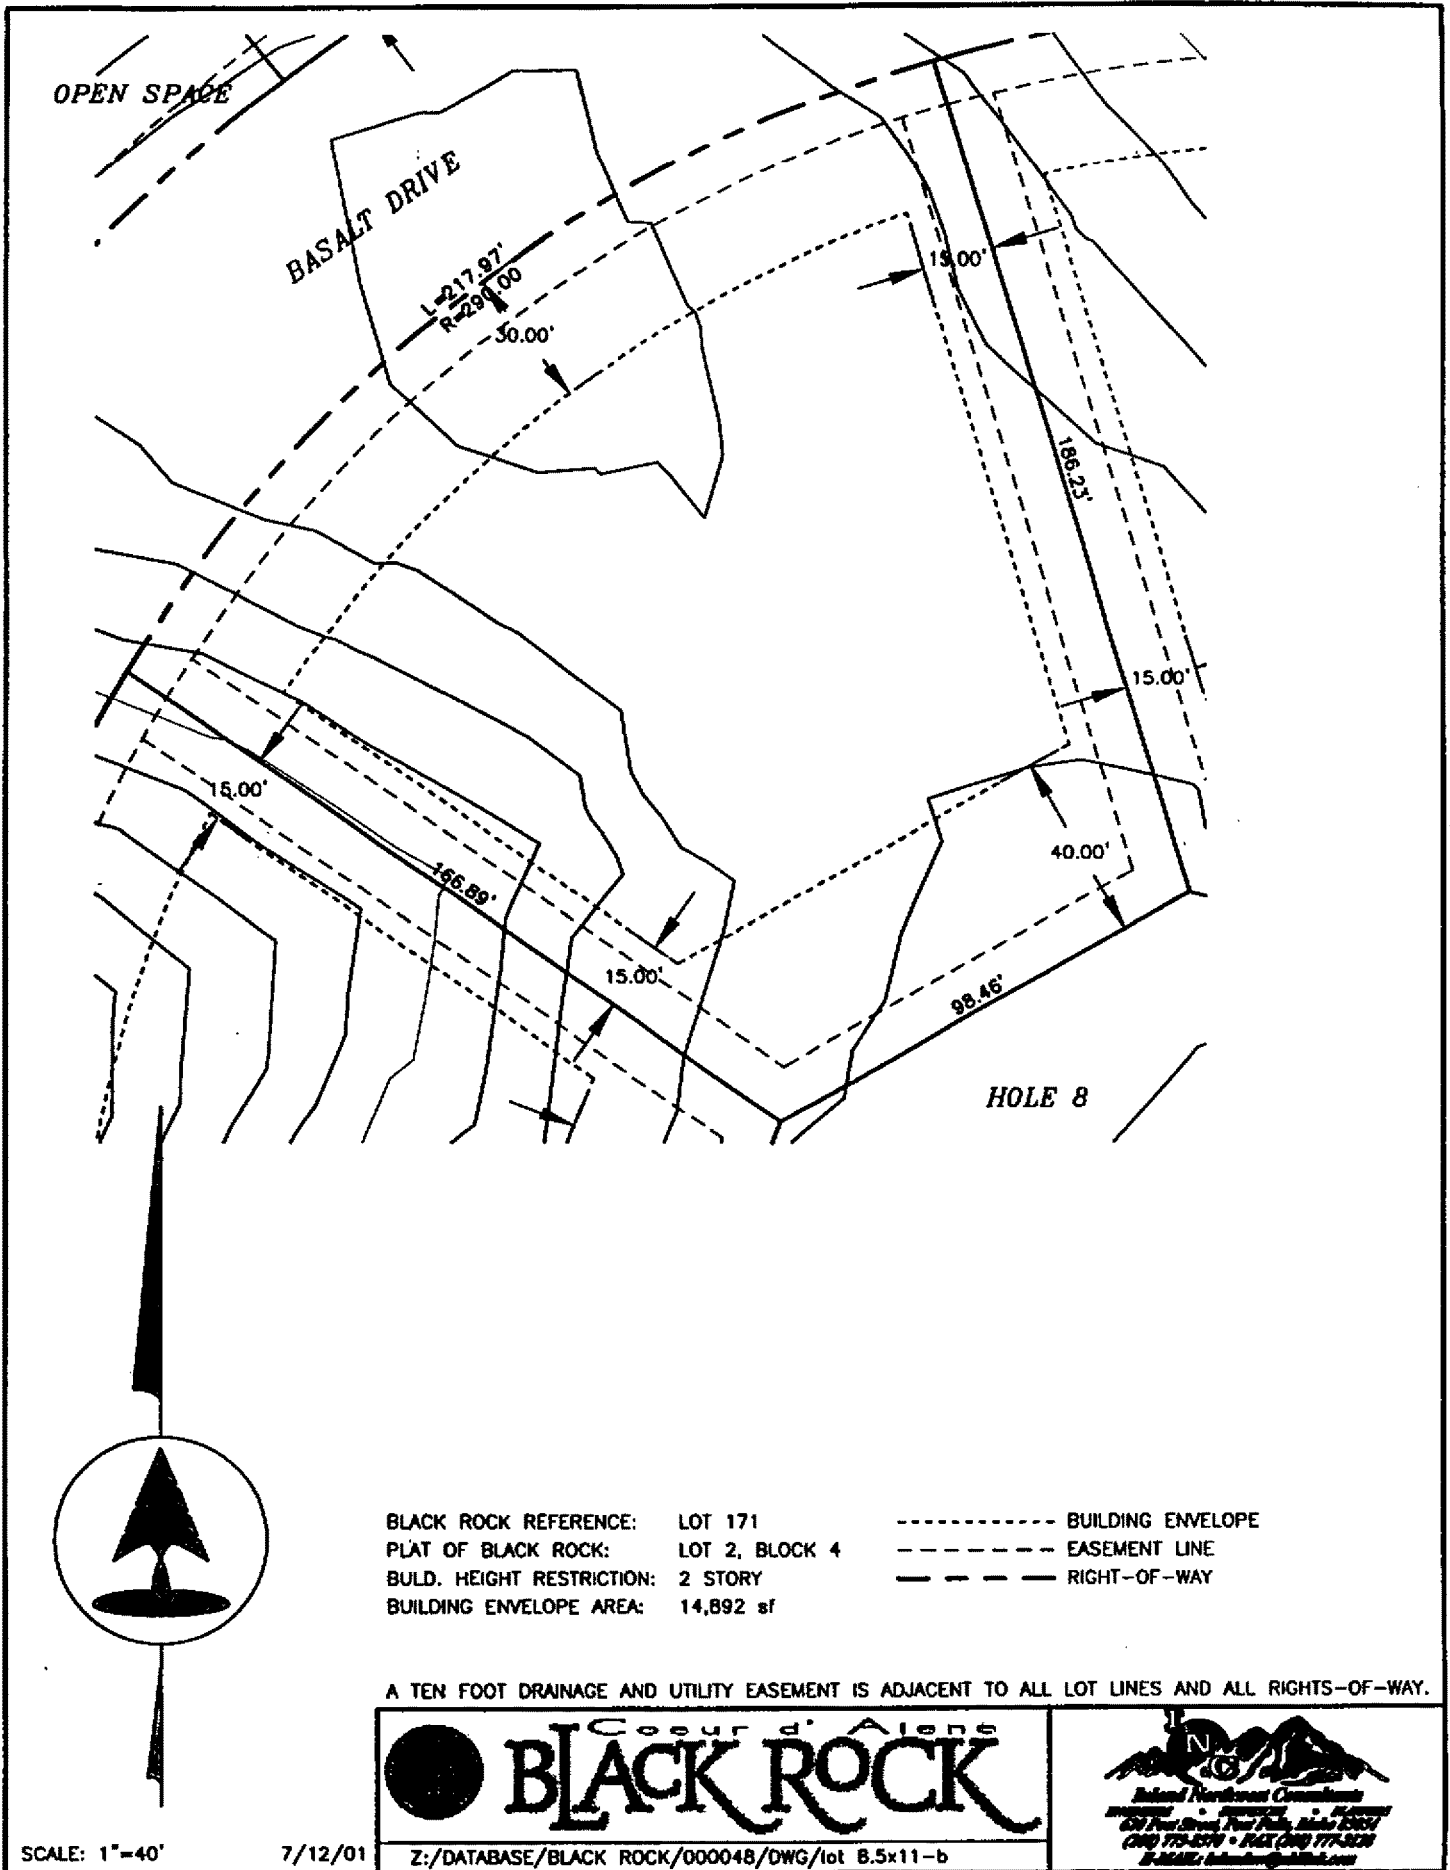 OPEN SPACE
BASALT DRIVE
L=217.97'
R=290.00
30.00'
15.00'
186.23'
15.00'
15.00'
166.89'
40.00'
15.00'
98.46'
HOLE 8
BLACK ROCK REFERENCE: LOT 171
PLAT OF BLACK ROCK: LOT 2, BLOCK 4
BULD. HEIGHT RESTRICTION: 2 STORY
BUILDING ENVELOPE AREA: 14,892 sf
BUILDING ENVELOPE
EASEMENT LINE
RIGHT-OF-WAY
A TEN FOOT DRAINAGE AND UTILITY EASEMENT IS ADJACENT TO ALL LOT LINES AND ALL RIGHTS-OF-WAY.
Coeur d' Alene
BLACK ROCK
Inland Northwest Consultants
SCALE: 1"=40'
7/12/01
Z:/DATABASE/BLACK ROCK/000048/DWG/lot 8.5x11-b